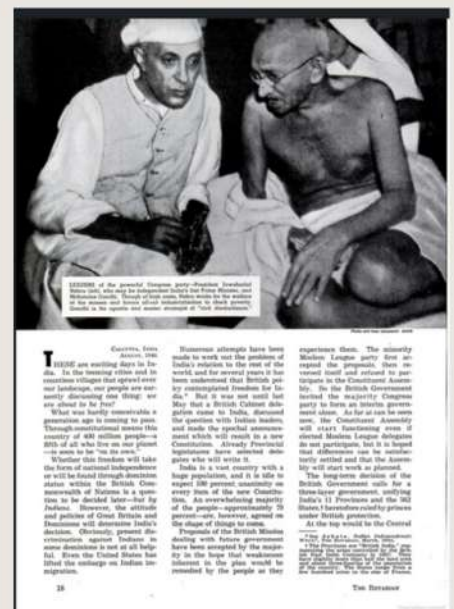 LEADERS of the powerful Congress party—President Jawaharlal
Nehru (left), who may be independent India's first Prime Minister, and
Mohandas Gandhi. Though of high caste, Nehru works for the welfare
of the masses and favors all-out industrialization to check poverty.
Gandhi is the apostle and master strategist of "civil disobedience."
CALCUTTA, INDIA
AUGUST, 1946
THESE are exciting days in In-
dia. In the teeming cities and in
countless villages that sprawl over
our landscape, our people are ear-
nestly discussing one thing: we
are about to be free!
What was hardly conceivable a
generation ago is coming to pass.
Through constitutional means this
country of 400 million people—a
fifth of all who live on our planet
—is soon to be "on its own."
Whether this freedom will take
the form of national independence
or will be found through dominion
status within the British Com-
monwealth of Nations is a ques-
tion to be decided later—but by
Indians. However, the attitude
and policies of Great Britain and
Dominions will determine India's
decision. Obviously, present dis-
crimination against Indians in
some dominions is not at all help-
ful. Even the United States has
lifted the embargo on Indian im-
migration.
Numerous attempts have been
made to work out the problem of
India's relation to the rest of the
world, and for several years it has
been understood that British pol-
icy contemplated freedom for In-
dia.* But it was not until last
May that a British Cabinet dele-
gation came to India, discussed
the question with Indian leaders,
and made the epochal announce-
ment which will result in a new
Constitution. Already Provincial
legislatures have selected dele-
gates who will write it.
India is a vast country with a
huge population, and it is idle to
expect 100 percent unanimity on
every item of the new Constitu-
tion. An overwhelming majority
of the people—approximately
are, however, agreed on
the shape of things to come.
Proposals of the British Mission
dealing with future government
have been accepted by the major-
ity in the hope that weaknesses
inherent in the plan would be
remedied by the people as they
experience them. The minority
Moslem League party first ac-
cepted the proposals, then re-
versed itself and refused to par-
ticipate in the Constituent Assem-
bly. So the British Government
invited the majority Congress
party to form an interim govern-
ment alone. As far as can be seen
now, the Constituent Assembly
will start functioning even if
elected Moslem League delegates
do not participate, but it is hoped
that differences can be satisfac-
torily settled and that the Assem-
bly will start work as planned.
The long-term decision of the
British Government calls for a
three-layer government, unifying
India's 11 Provinces and the 562
States,† heretofore ruled by princes
under British protection.
At the top would be the Central
28
THE ROTARIAN